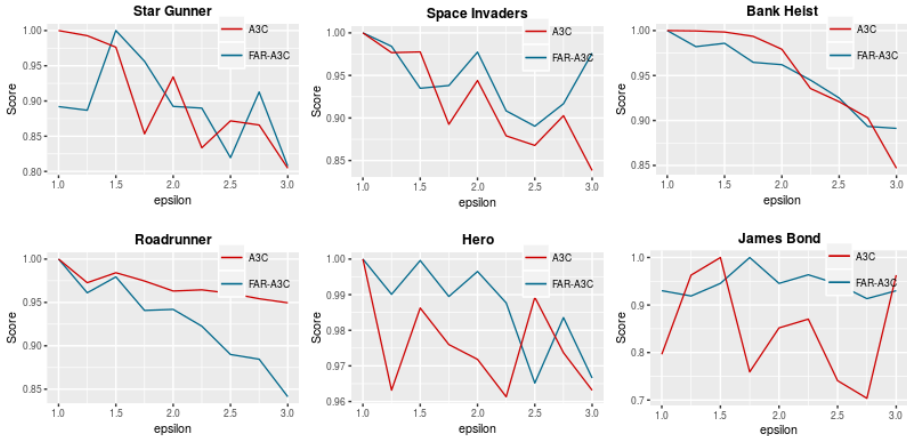 Star Gunner
A3C
FAR-A3C
Score
1.00
0.95
0.90
0.85
0.80
1.0
1.5
2.0
2.5
3.0
epsilon
Space Invaders
A3C
FAR-A3C
Score
1.00
0.95
0.90
0.85
1.0
1.5
2.0
2.5
3.0
epsilon
Bank Heist
A3C
FAR-A3C
Score
1.00
0.95
0.90
0.85
1.0
1.5
2.0
2.5
3.0
epsilon
Roadrunner
A3C
FAR-A3C
Score
1.00
0.95
0.90
0.85
1.0
1.5
2.0
2.5
3.0
epsilon
Hero
A3C
FAR-A3C
Score
1.00
0.99
0.98
0.97
0.96
1.0
1.5
2.0
2.5
3.0
epsilon
James Bond
A3C
FAR-A3C
Score
1.0
0.9
0.8
0.7
1.0
1.5
2.0
2.5
3.0
epsilon